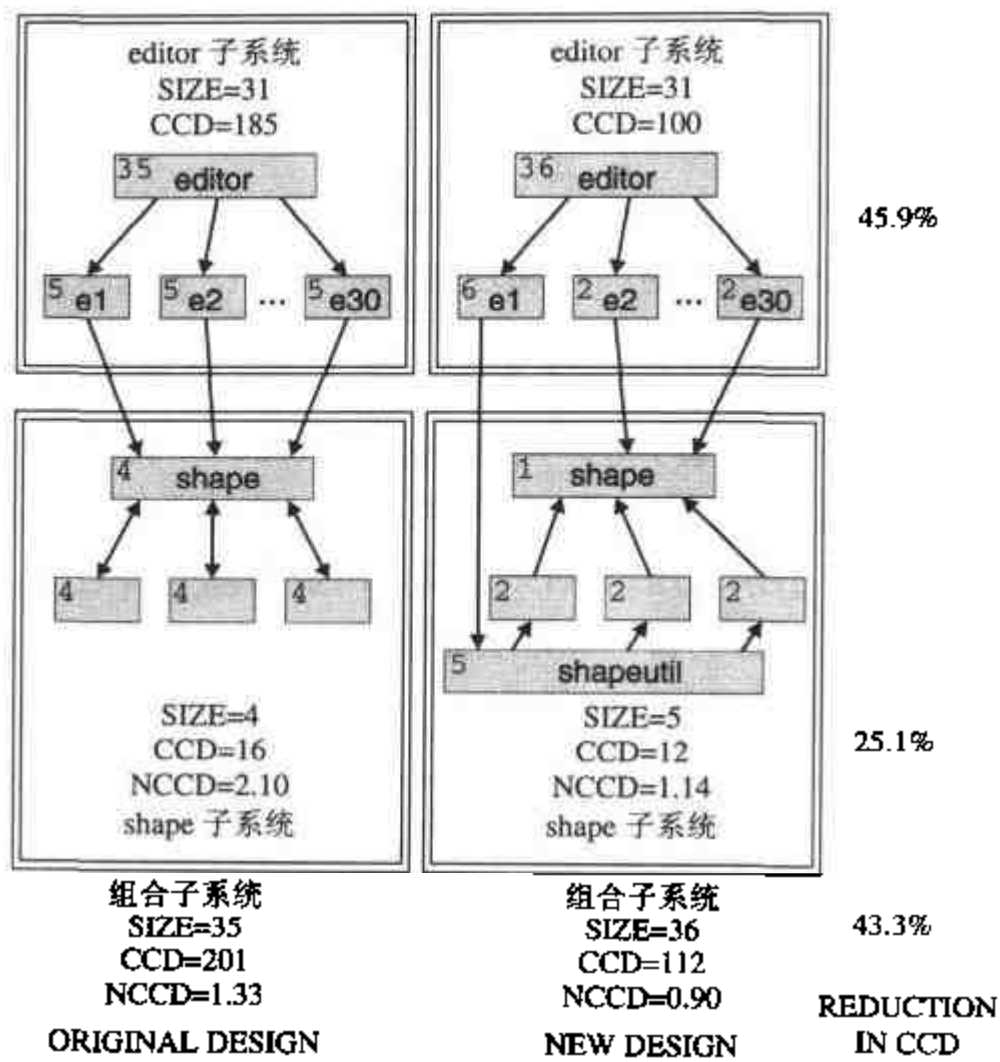 editor 子系统
SIZE=31
CCD=185
35 editor
5 e1
5 e2
...
5 e30
4 shape
4
4
4
SIZE=4
CCD=16
NCCD=2.10
shape 子系统
组合子系统
SIZE=35
CCD=201
NCCD=1.33
ORIGINAL DESIGN
editor 子系统
SIZE=31
CCD=100
36 editor
6 e1
2 e2
...
2 e30
1 shape
2
2
2
5 shapeutil
SIZE=5
CCD=12
NCCD=1.14
shape 子系统
组合子系统
SIZE=36
CCD=112
NCCD=0.90
NEW DESIGN
45.9%
25.1%
43.3%
REDUCTION
IN CCD